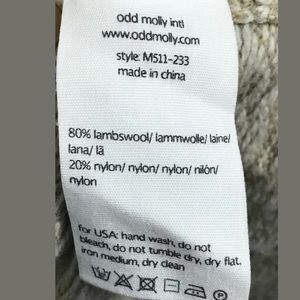 odd molly intl
www.oddmolly.com
style: M511-233
made in china
80% lambswool/ lammwolle/ laine/
lana/ lã
20% nylon/ nylon/ nylon/ nilón/
nylon
for USA: hand wash, do not
bleach, do not tumble dry, dry flat.
iron medium, dry clean